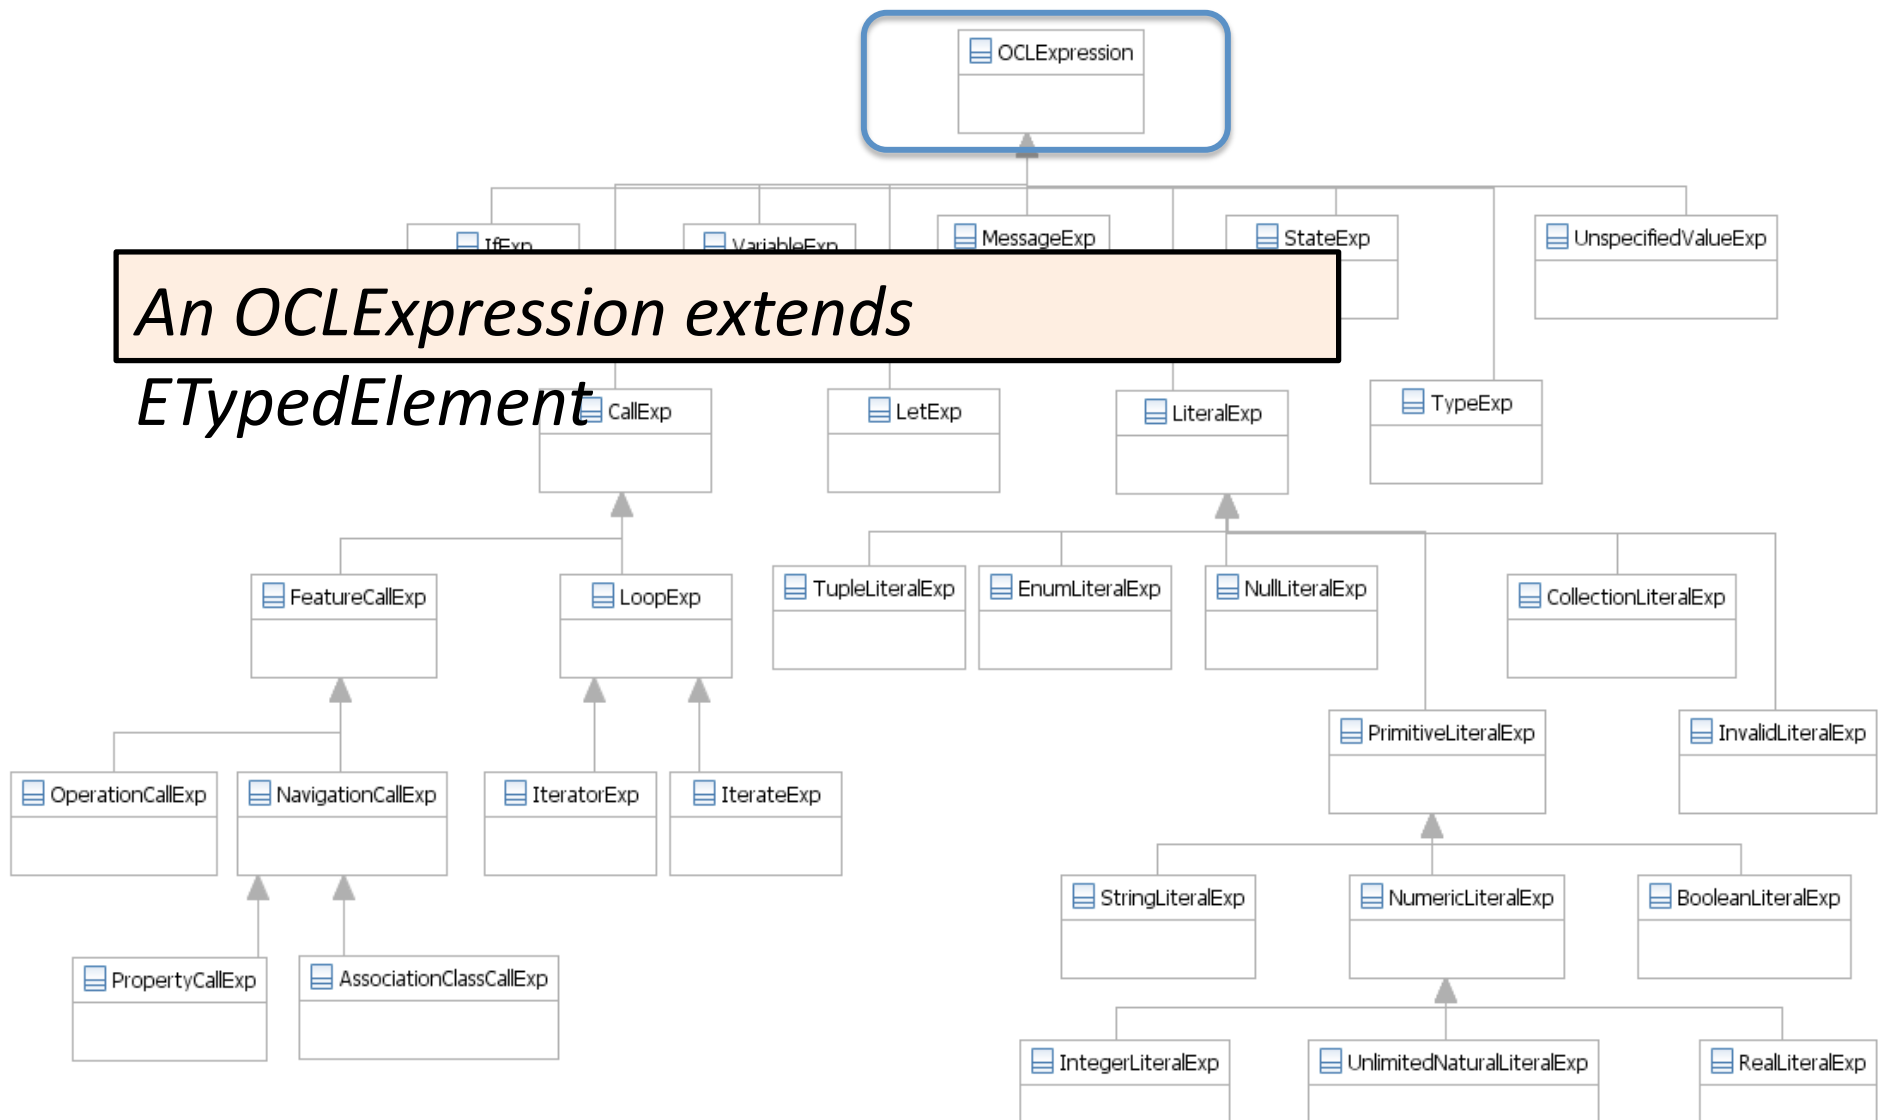 OCLExpression
IfExp
VariableExp
MessageExp
StateExp
UnspecifiedValueExp
An OCLExpression extends
ETypedElement
CallExp
LetExp
LiteralExp
TypeExp
FeatureCallExp
LoopExp
TupleLiteralExp
EnumLiteralExp
NullLiteralExp
CollectionLiteralExp
PrimitiveLiteralExp
InvalidLiteralExp
OperationCallExp
NavigationCallExp
IteratorExp
IterateExp
StringLiteralExp
NumericLiteralExp
BooleanLiteralExp
PropertyCallExp
AssociationClassCallExp
IntegerLiteralExp
UnlimitedNaturalLiteralExp
RealLiteralExp